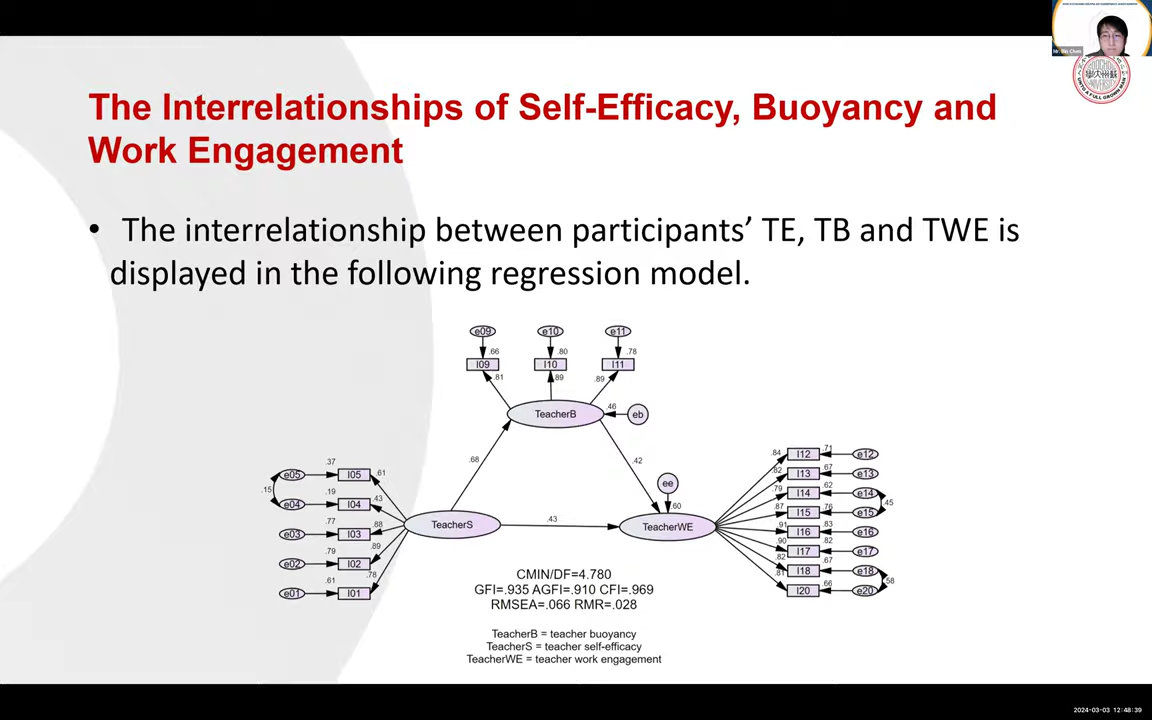 Mr. Bin Chen
The Interrelationships of Self-Efficacy, Buoyancy and
Work Engagement
• The interrelationship between participants’ TE, TB and TWE is
displayed in the following regression model.
e09 e10 e11
.66 .80 .78
I09 I10 I11
.81 .89 .89
TeacherB .46 eb
.68 .42
ee
.60
TeacherS .43 TeacherWE
.15
e05 .37 I05 .61
e04 .19 I04 .43
e03 .77 I03 .88
e02 .79 I02 .89
e01 .61 I01 .78
.84 I12 .71 e12
.82 I13 .67 e13
.79 I14 .62 e14
.45
.87 I15 .76 e15
.91 I16 .83 e16
.90 I17 .82 e17
.82 I18 .67 e18
.58
.81 I20 .66 e20
CMIN/DF=4.780
GFI=.935 AGFI=.910 CFI=.969
RMSEA=.066 RMR=.028
TeacherB = teacher buoyancy
TeacherS = teacher self-efficacy
TeacherWE = teacher work engagement
2024-03-03 12:48:39